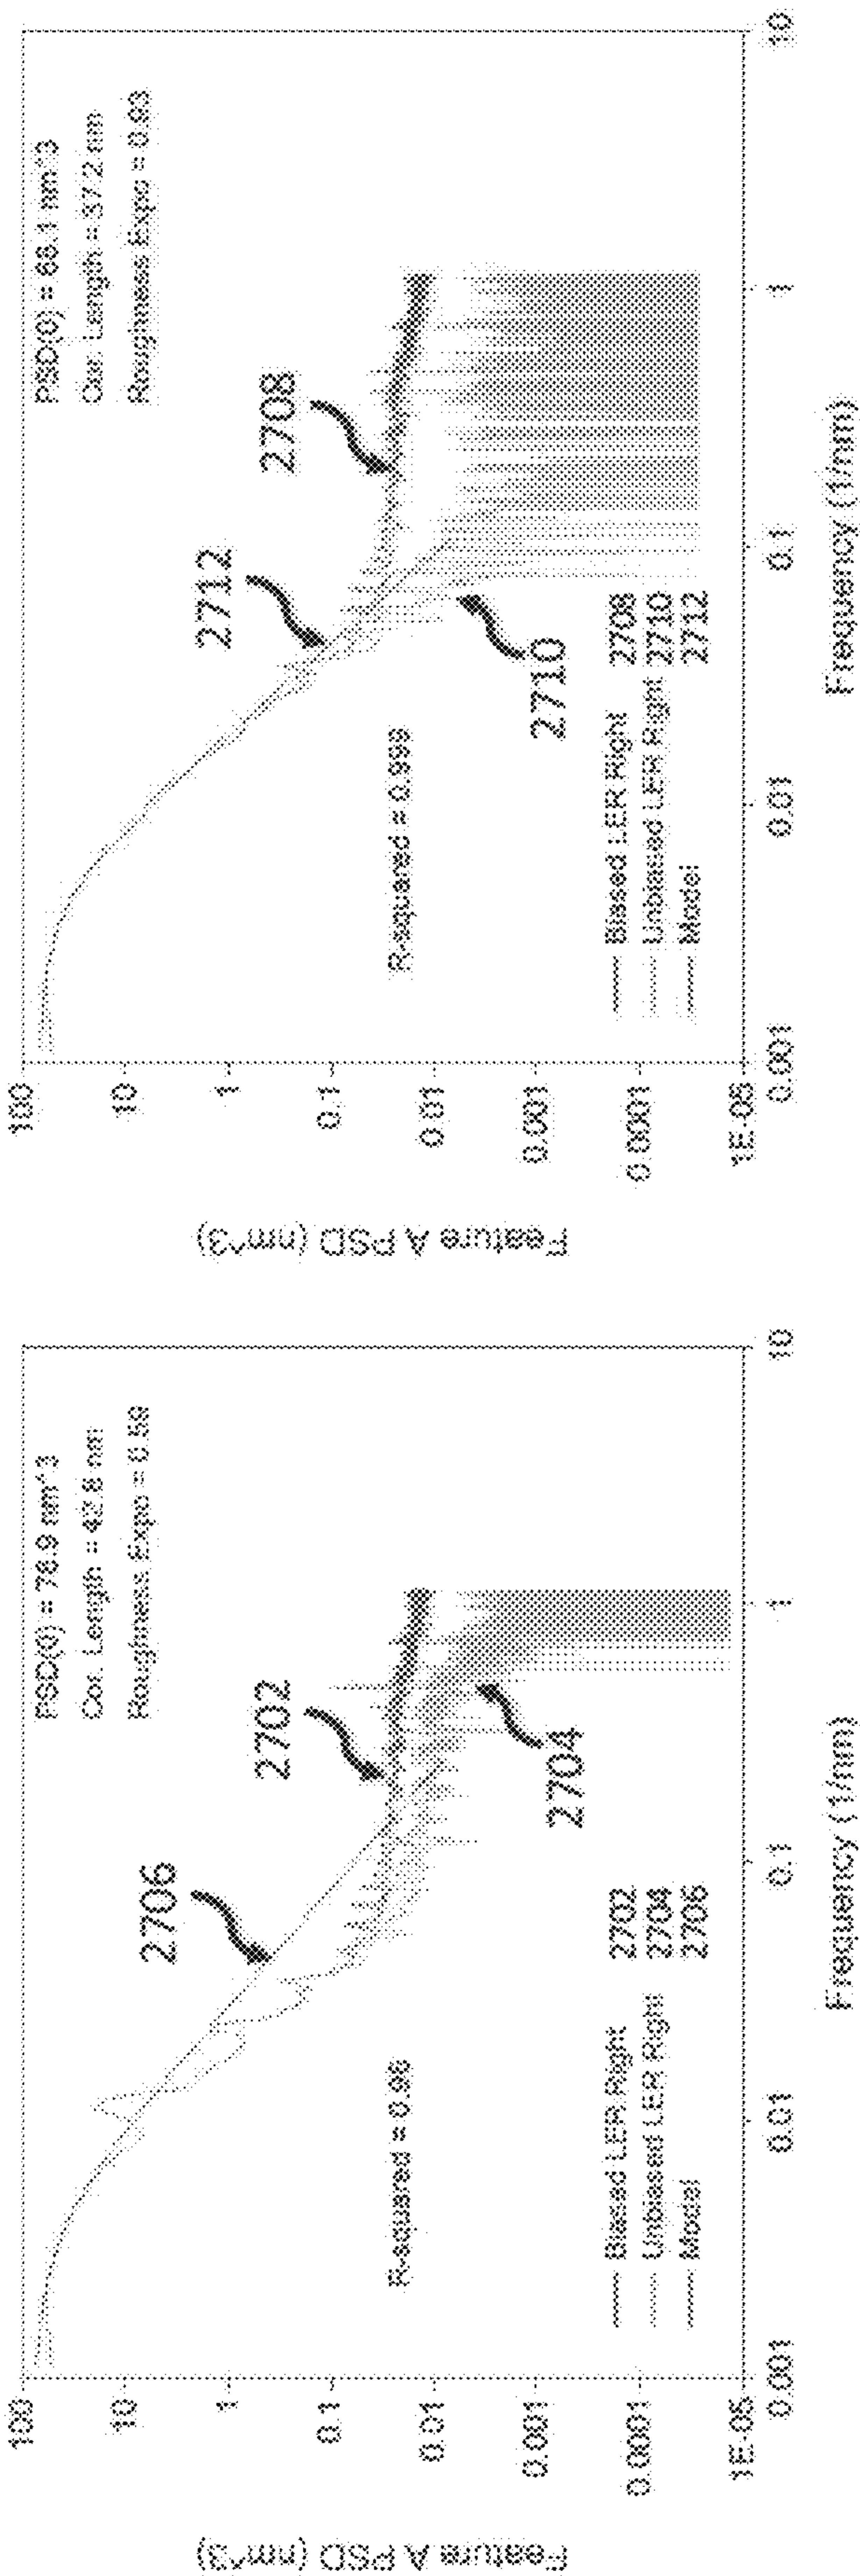 PSD(0) = 76.9 nm^3
Cor. Length = 42.8 nm
Roughness Expo = 0.58
2706
2702
2704
R-squared = 0.96
Biased LER Right 2702
Unbiased LER Right 2704
Model 2706
100
10
1
0.1
0.01
0.001
0.0001
1E-05
Feature A PSD (nm^3)
0.001
0.01
0.1
1
10
Frequency (1/nm)
PSD(0) = 68.1 nm^3
Cor. Length = 37.2 nm
Roughness Expo = 0.93
2712
2708
2710
R-squared = 0.999
Biased LER Right 2708
Unbiased LER Right 2710
Model 2712
100
10
1
0.1
0.01
0.001
0.0001
1E-05
Feature A PSD (nm^3)
0.001
0.01
0.1
1
10
Frequency (1/nm)